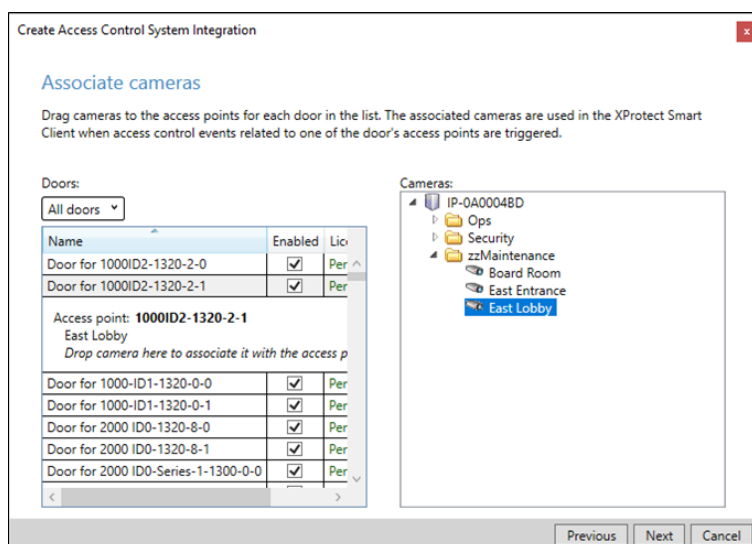 Create Access Control System Integration
x
Associate cameras
Drag cameras to the access points for each door in the list. The associated cameras are used in the XProtect Smart
Client when access control events related to one of the door's access points are triggered.
Doors:
All doors
Name Enabled Lice
Door for 1000ID2-1320-2-0 Per
Door for 1000ID2-1320-2-1 Per
Access point: 1000ID2-1320-2-1
East Lobby
Drop camera here to associate it with the access p
Door for 1000-ID1-1320-0-0 Per
Door for 1000-ID1-1320-0-1 Per
Door for 2000 ID0-1320-8-0 Per
Door for 2000 ID0-1320-8-1 Per
Door for 2000 ID0-Series-1-1300-0-0 Per
Cameras:
IP-0A0004BD
Ops
Security
zzMaintenance
Board Room
East Entrance
East Lobby
Previous Next Cancel